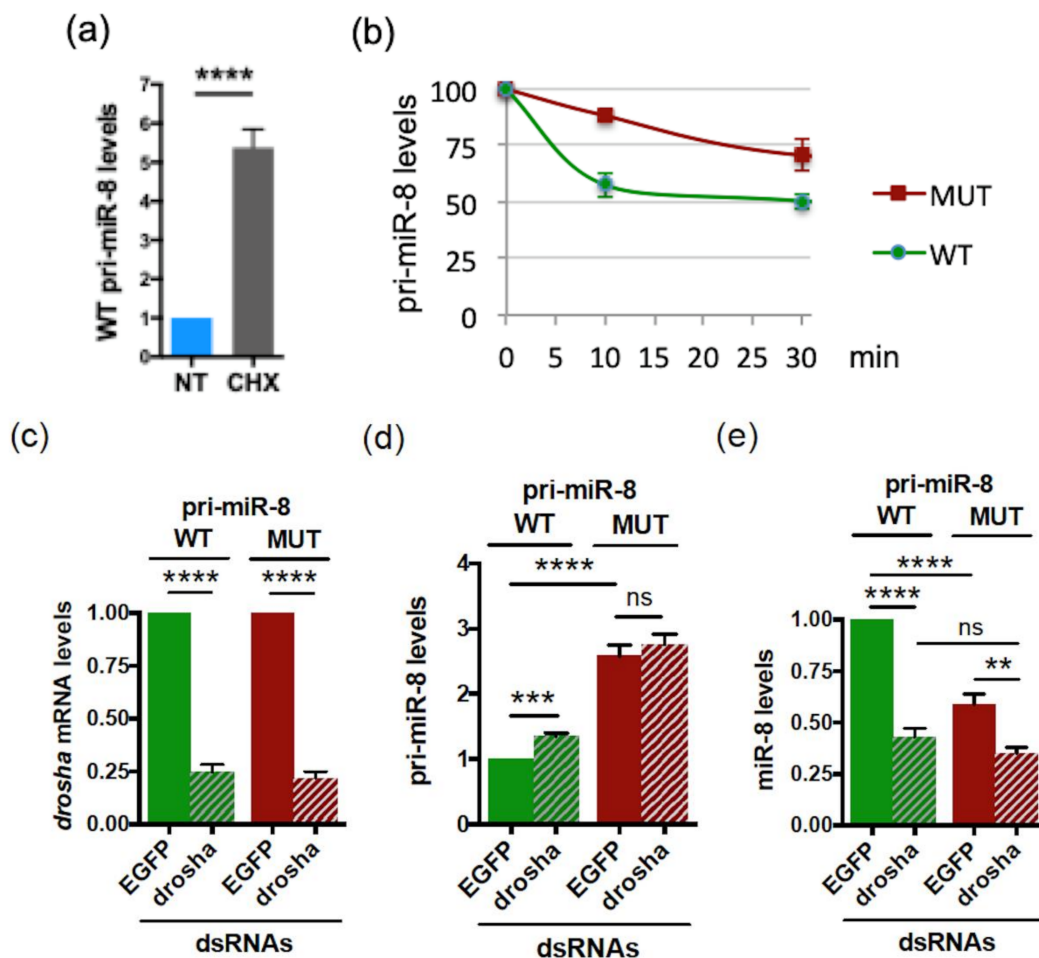 (a)
****
WT pri-miR-8 levels
7
6
5
4
3
2
1
0
NT CHX
(b)
pri-miR-8 levels
100
75
50
25
0
0 5 10 15 20 25 30 min
MUT
WT
(c)
pri-miR-8
WT MUT
**** ****
drosha mRNA levels
1.00
0.75
0.50
0.25
0.00
EGFP drosha EGFP drosha
dsRNAs
(d)
pri-miR-8
WT MUT
****
ns
***
pri-miR-8 levels
4
3
2
1
0
EGFP drosha EGFP drosha
dsRNAs
(e)
pri-miR-8
WT MUT
****
****
ns
**
miR-8 levels
1.00
0.75
0.50
0.25
0.00
EGFP drosha EGFP drosha
dsRNAs